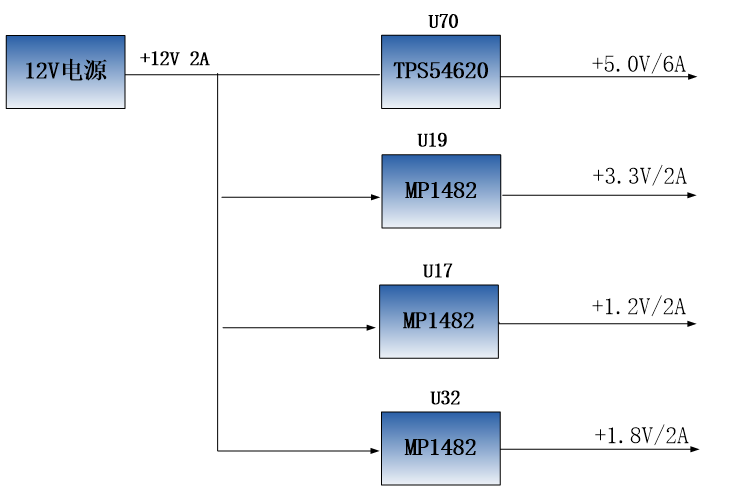 U70
12V电源
+12V 2A
TPS54620
+5.0V/6A
U19
MP1482
+3.3V/2A
U17
MP1482
+1.2V/2A
U32
MP1482
+1.8V/2A